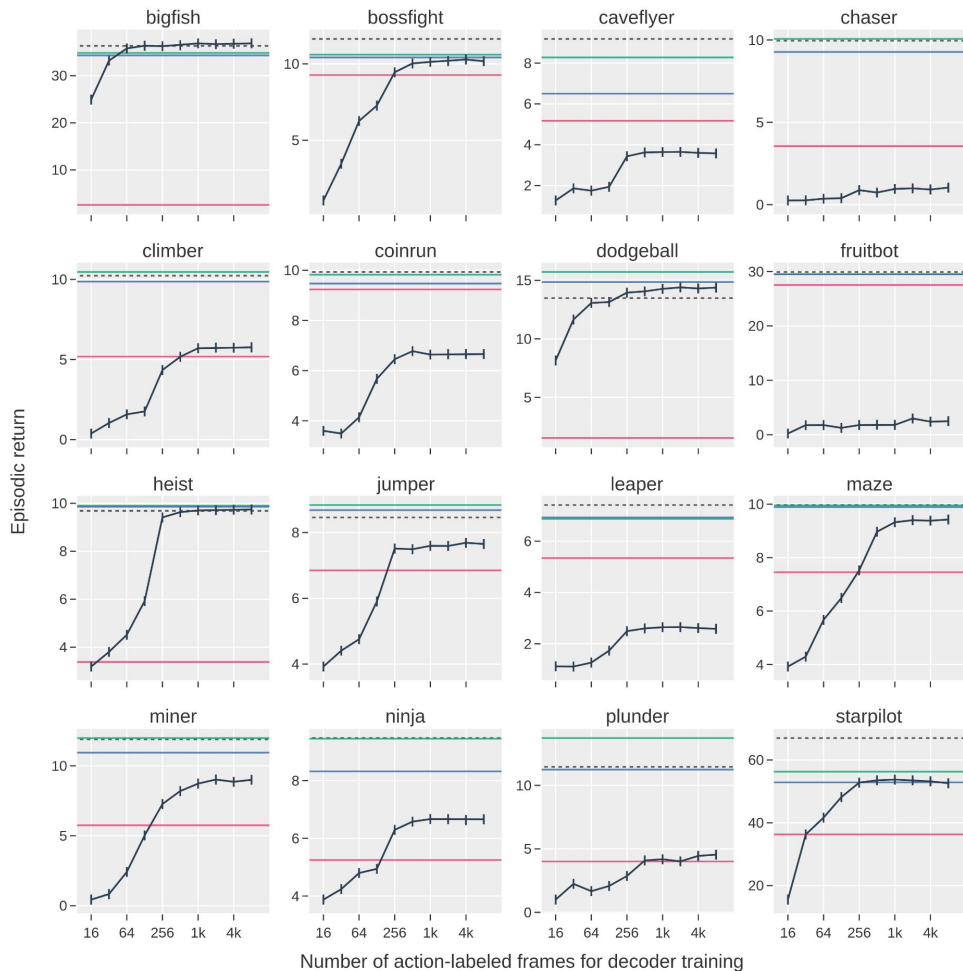 bigfish bossfight caveflyer chaser
30 20 10 0
10 5
8 6 4 2
10 5 0
climber coinrun dodgeball fruitbot
10 5 0
10 8 6 4
15 10 5
30 20 10 0
heist jumper leaper maze
10 8 6 4
8 6 4
6 4 2
10 8 6 4
miner ninja plunder starpilot
10 5 0
8 6 4
10 5 0
60 40 20
16 64 256 1k 4k 16 64 256 1k 4k 16 64 256 1k 4k 16 64 256 1k 4k
Episodic return
Number of action-labeled frames for decoder training